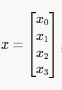 x = [x₀
x₁
x₂
x₃],